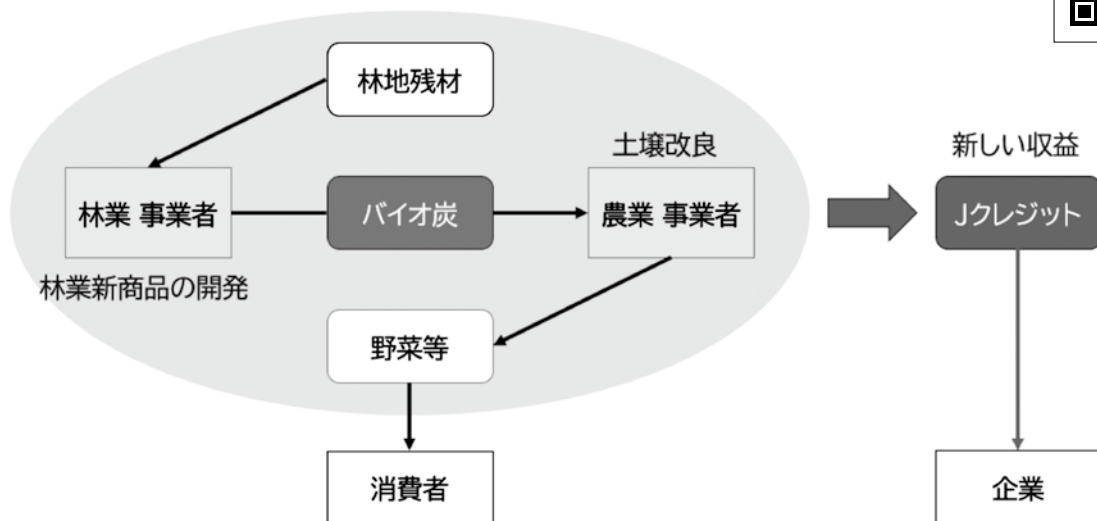 林地残材
土壌改良
新しい収益
林業 事業者
バイオ炭
農業 事業者
Jクレジット
林業新商品の開発
野菜等
消費者
企業